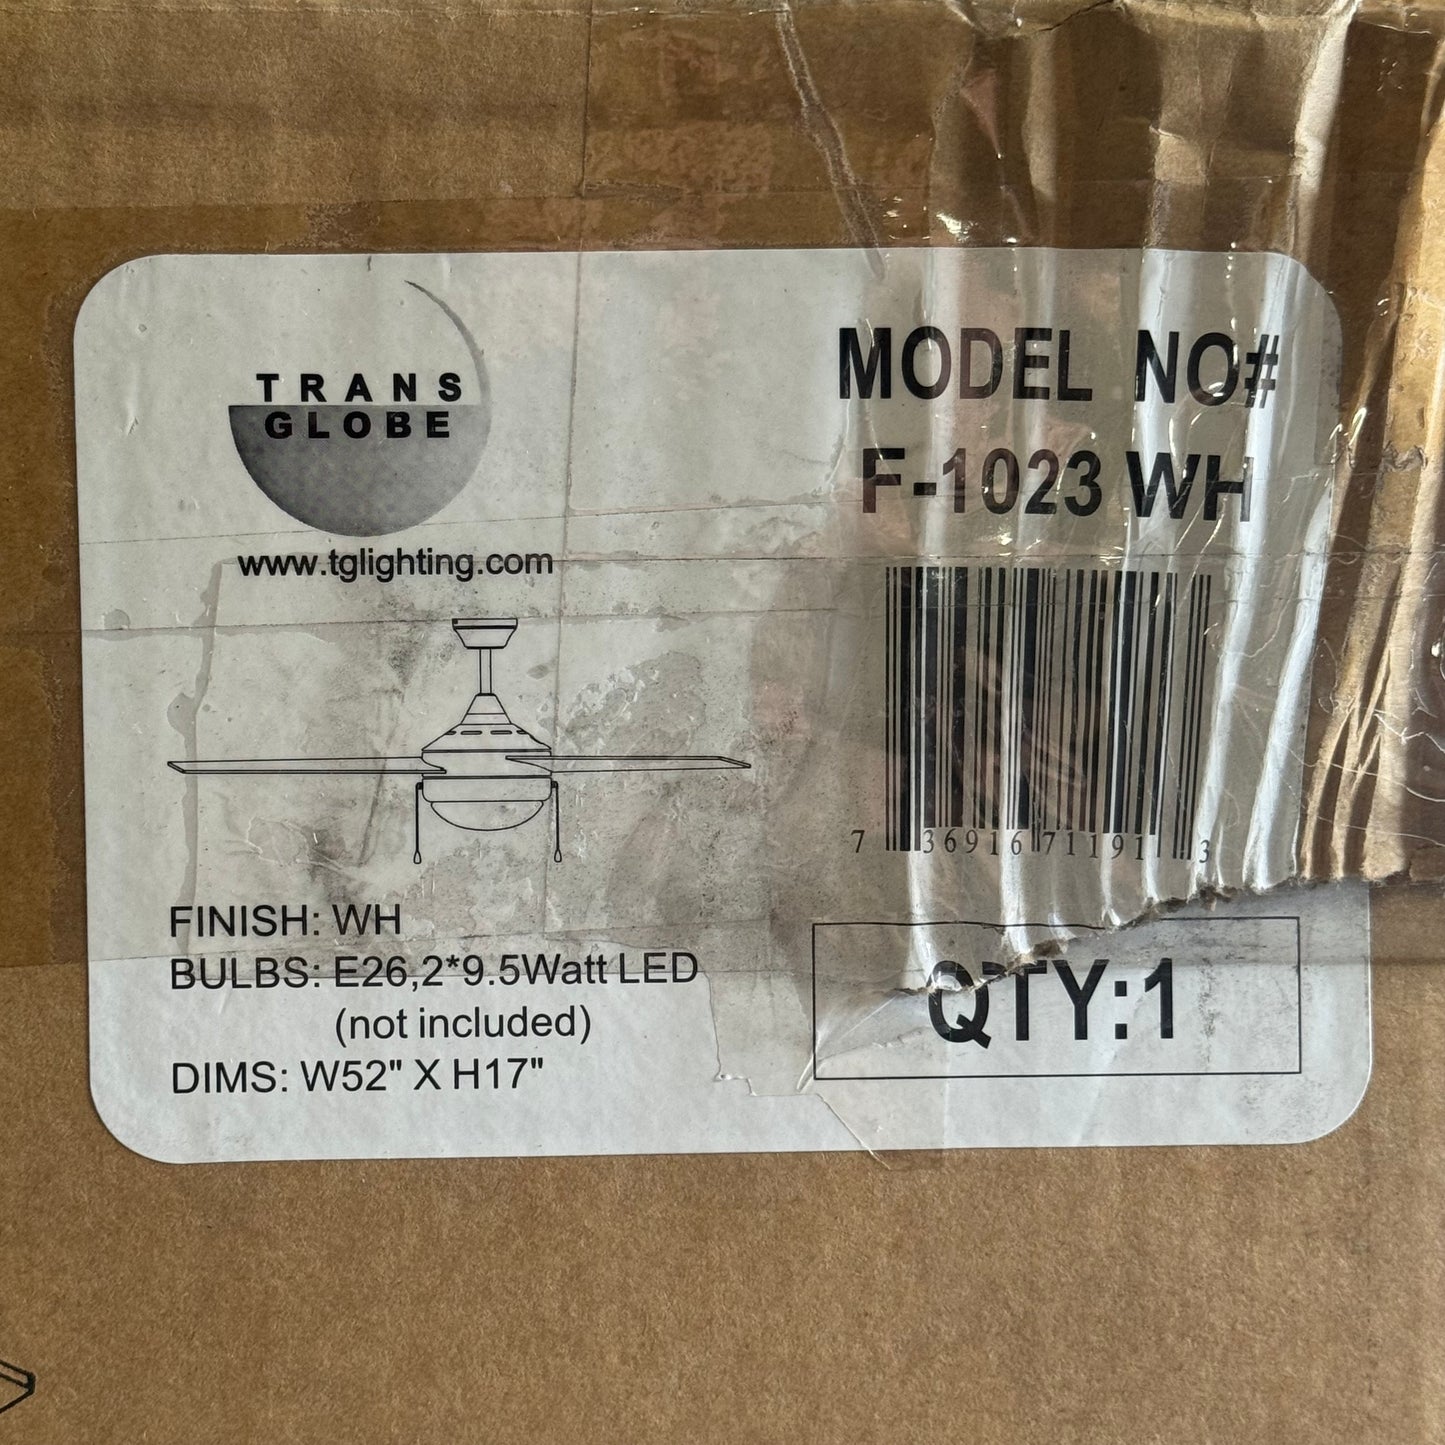 TRANS
GLOBE
www.tglighting.com
MODEL NO#
F-1023 WH
7 36916 71191 3
FINISH: WH
BULBS: E26,2*9.5Watt LED
(not included)
DIMS: W52" X H17"
QTY:1